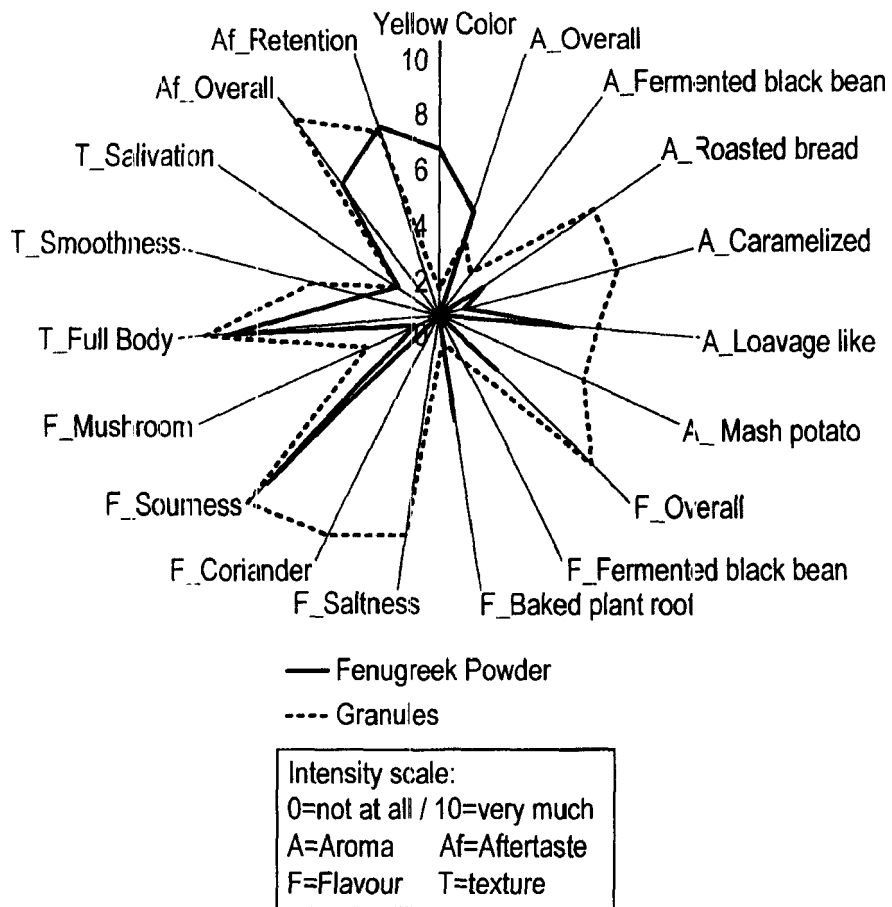 Yellow Color
Af_Retention
A_Overall
Af_Overall
A_Fermented black bean
T_Salivation
A_Roasted bread
T_Smoothness
A_Caramelized
T_Full Body
A_Loavage like
F_Mushroom
A_ Mash potato
F_Sourness
F_Overall
F_Coriander
F_Fermented black bean
F_Saltness
F_Baked plant root
10
8
6
4
2
0
Fenugreek Powder
Granules
Intensity scale:
0=not at all / 10=very much
A=Aroma Af=Aftertaste
F=Flavour T=texture